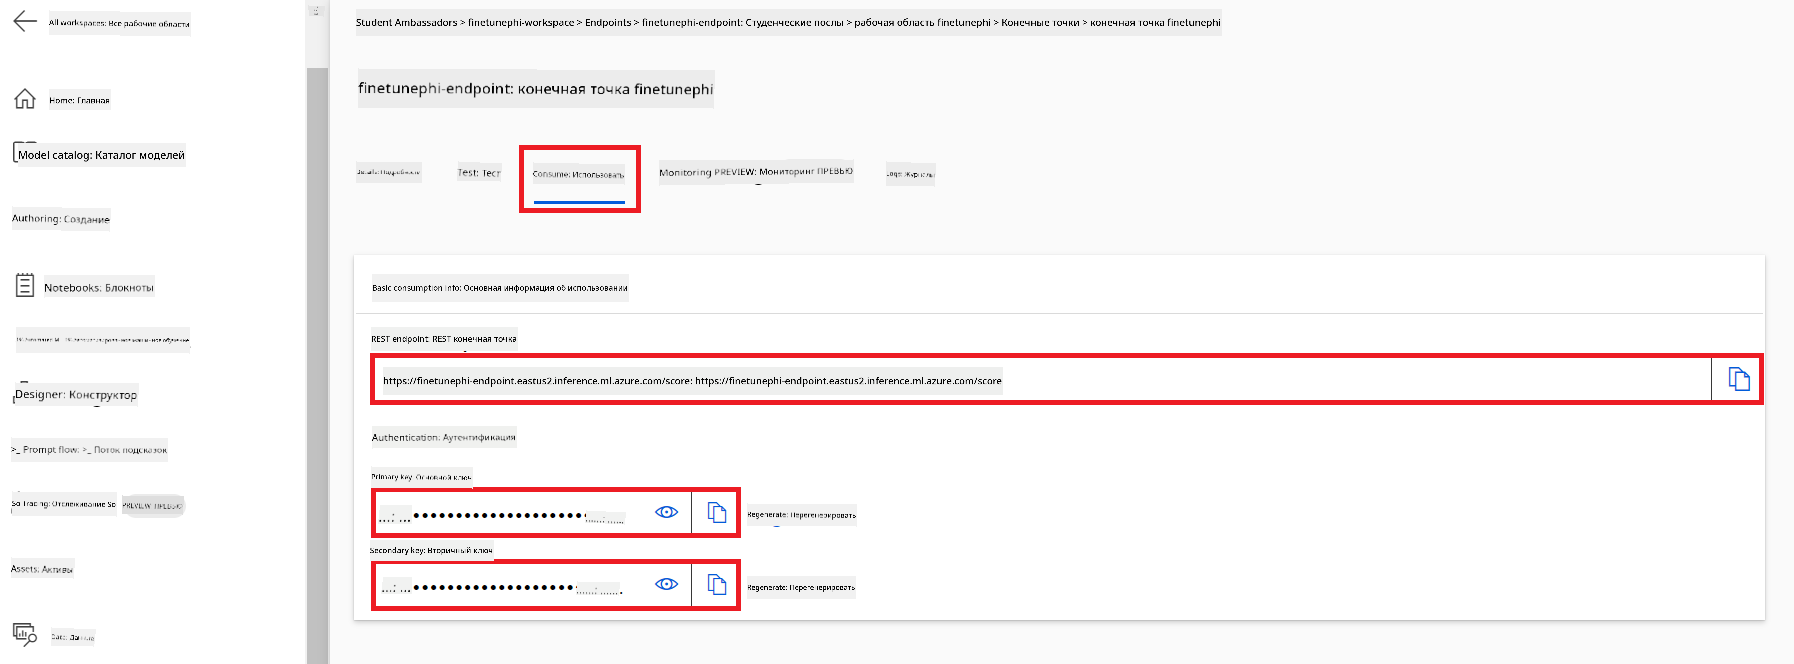 All workspaces: Все рабочие области
Home: Главная
Model catalog: Каталог моделей
Authoring: Создание
Notebooks: Блокноты
Designer: Конструктор
>_ Prompt flow: >_ Поток подсказок
So Tracing: Отслеживание So PREVIEW: ПРЕВЬЮ
Assets: Активы
Data: Данные
Student Ambassadors > finetunephi-workspace > Endpoints > finetunephi-endpoint: Студенческие послы > рабочая область finetunephi > Конечные точки > конечная точка finetunephi
finetunephi-endpoint: конечная точка finetunephi
Details: Подробности
Test: Тест
Consume: Использовать
Monitoring PREVIEW: Мониторинг ПРЕВЬЮ
Logs: Журналы
Basic consumption info: Основная информация об использовании
REST endpoint: REST конечная точка
https://finetunephi-endpoint.eastus2.inference.ml.azure.com/score: https://finetunephi-endpoint.eastus2.inference.ml.azure.com/score
Authentication: Аутентификация
Primary key: Основной ключ
Regenerate: Перегенерировать
Secondary key: Вторичный ключ
Regenerate: Перегенерировать